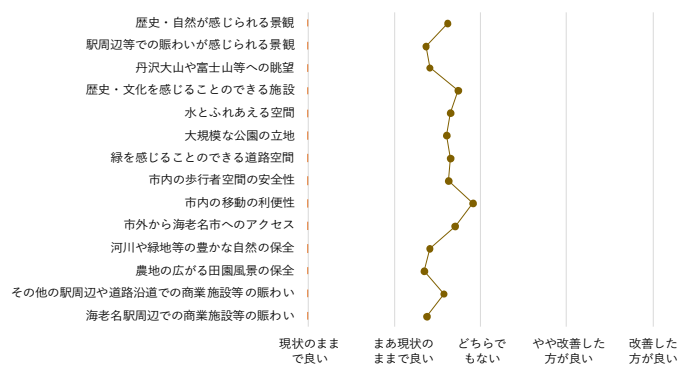 歴史・自然が感じられる景観
駅周辺等での賑わいが感じられる景観
丹沢大山や富士山等への眺望
歴史・文化を感じることのできる施設
水とふれあえる空間
大規模な公園の立地
緑を感じることのできる道路空間
市内の歩行者空間の安全性
市内の移動の利便性
市外から海老名市へのアクセス
河川や緑地等の豊かな自然の保全
農地の広がる田園風景の保全
その他の駅周辺や道路沿道での商業施設等の賑わい
海老名駅周辺での商業施設等の賑わい
現状のまま
で良い
まあ現状の
ままで良い
どちらで
もない
やや改善した
方が良い
改善した
方が良い